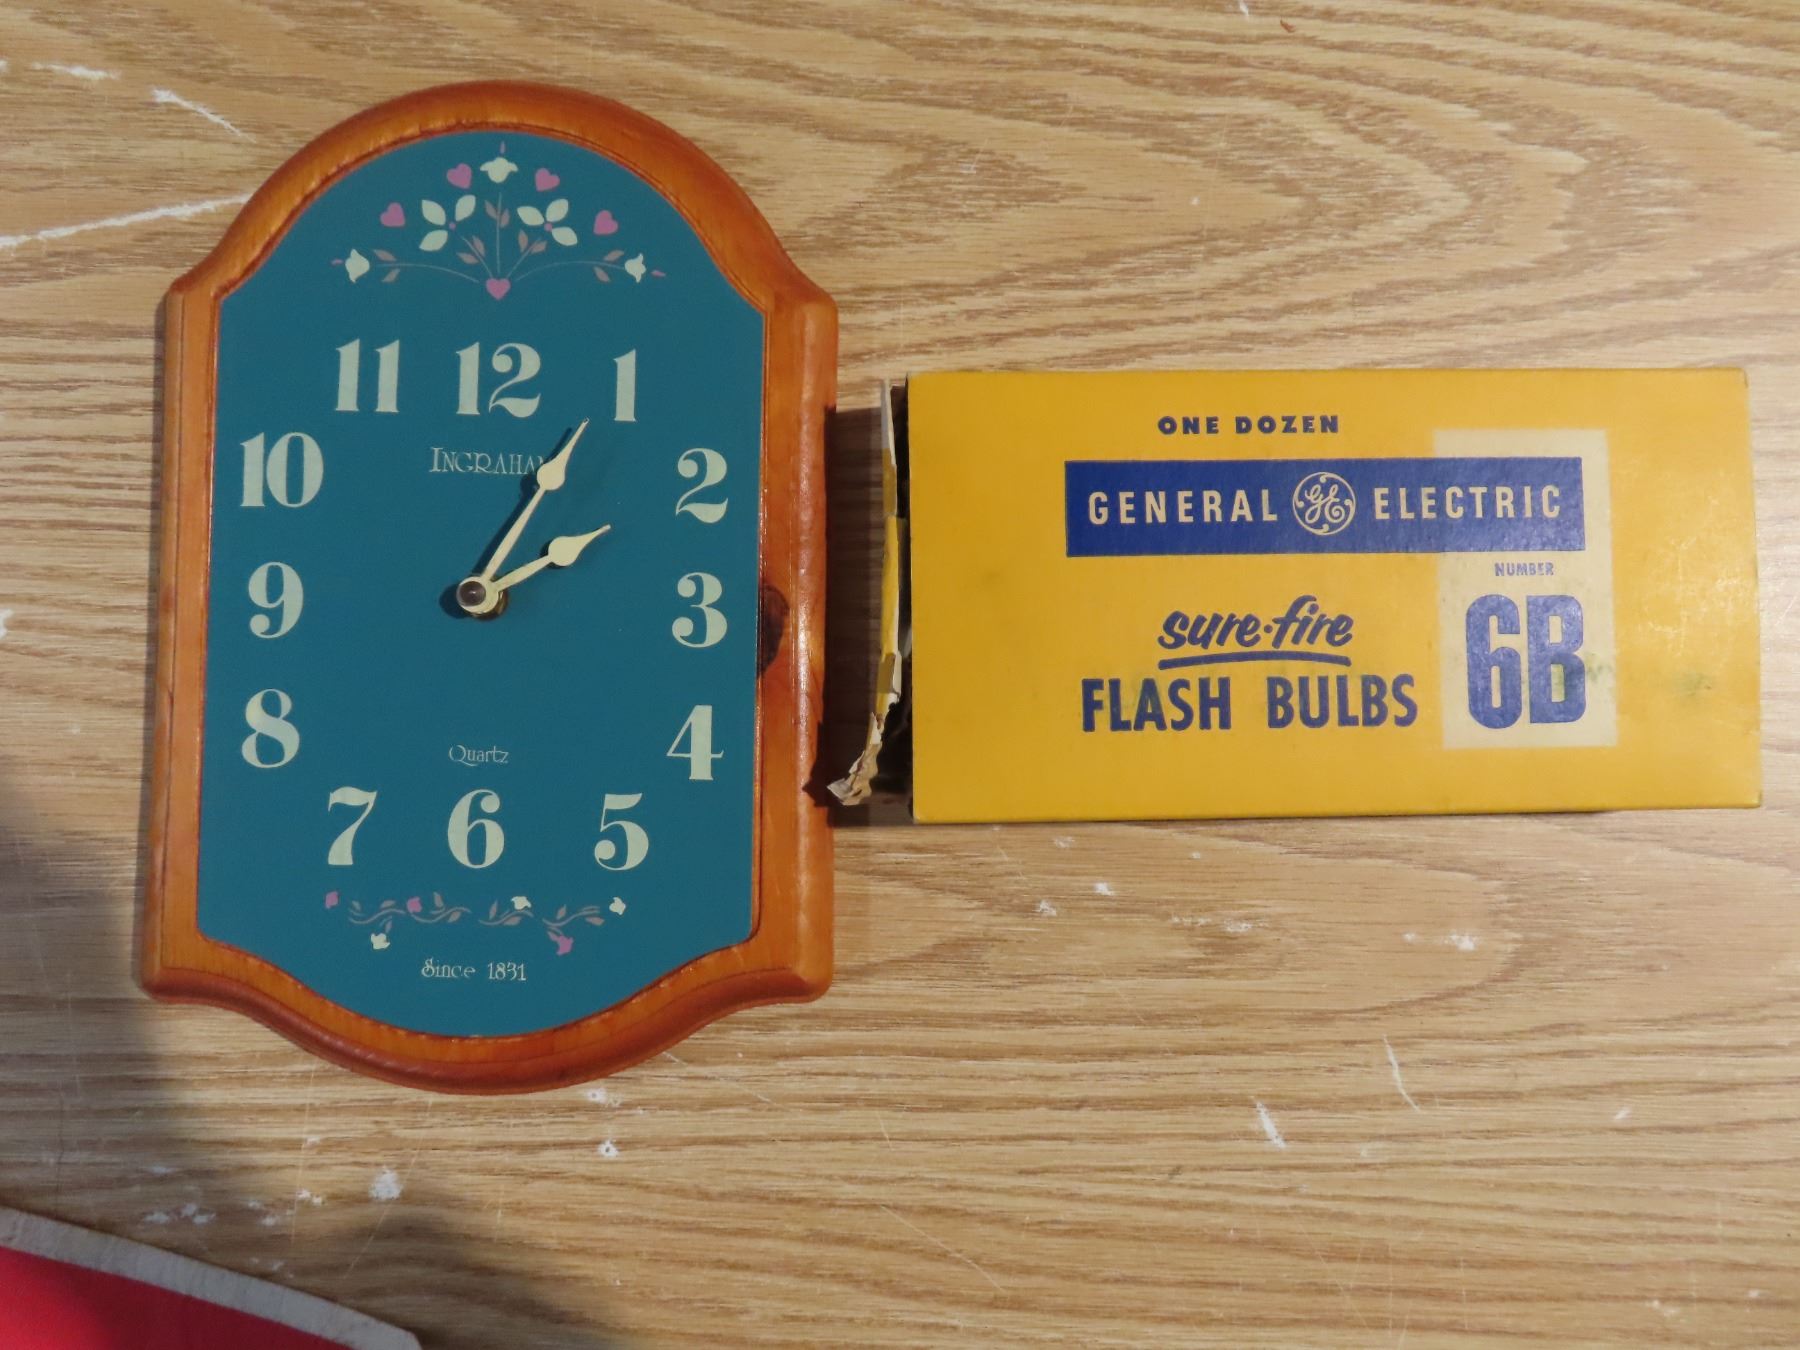 11 12 1
INGRAHAM
10 2
9 3
8 4
Quartz
7 6 5
Since 1831
ONE DOZEN
GENERAL GE ELECTRIC
NUMBER
6B
sure-fire
FLASH BULBS